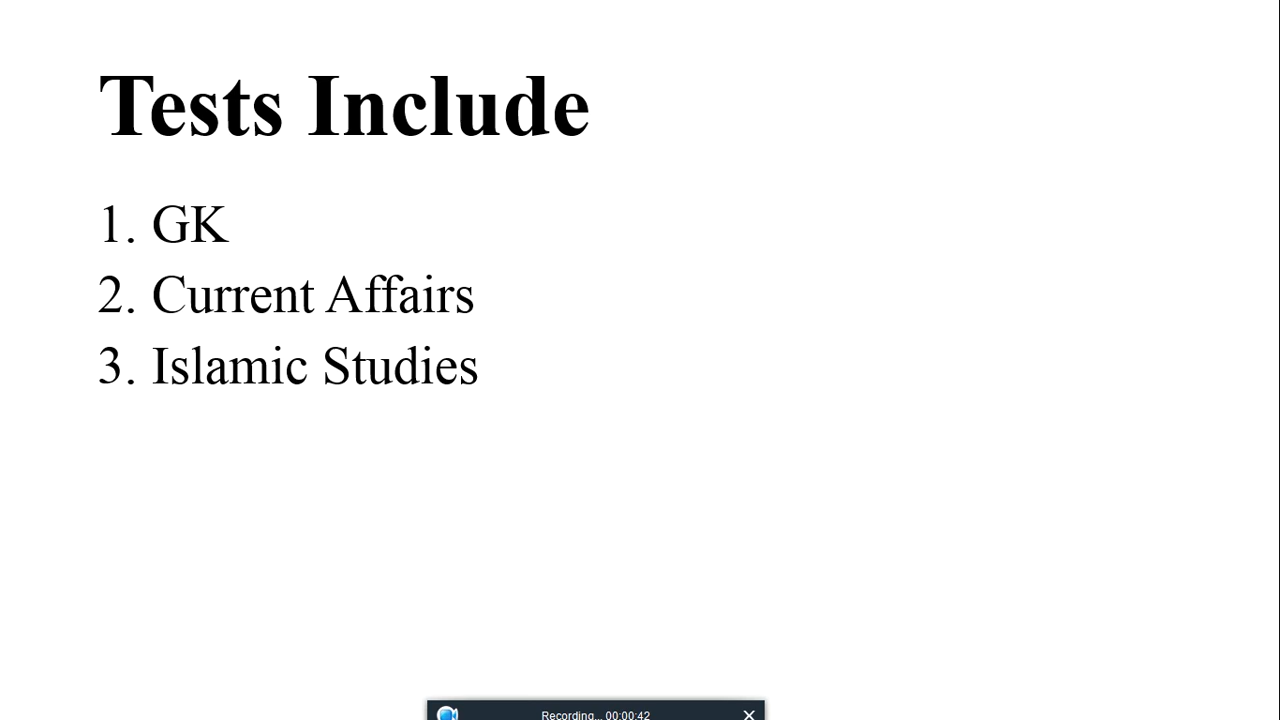 Tests Include
1. GK
2. Current Affairs
3. Islamic Studies
Recording... 00:00:42